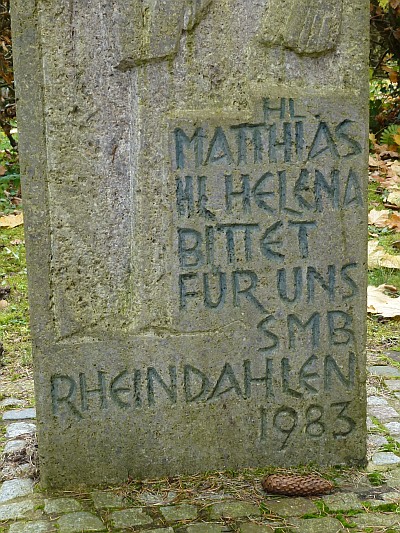 HL
MATTHIAS
HL HELENA
BITTET
FÜR UNS
SMB
RHEINDAHLEN
1983